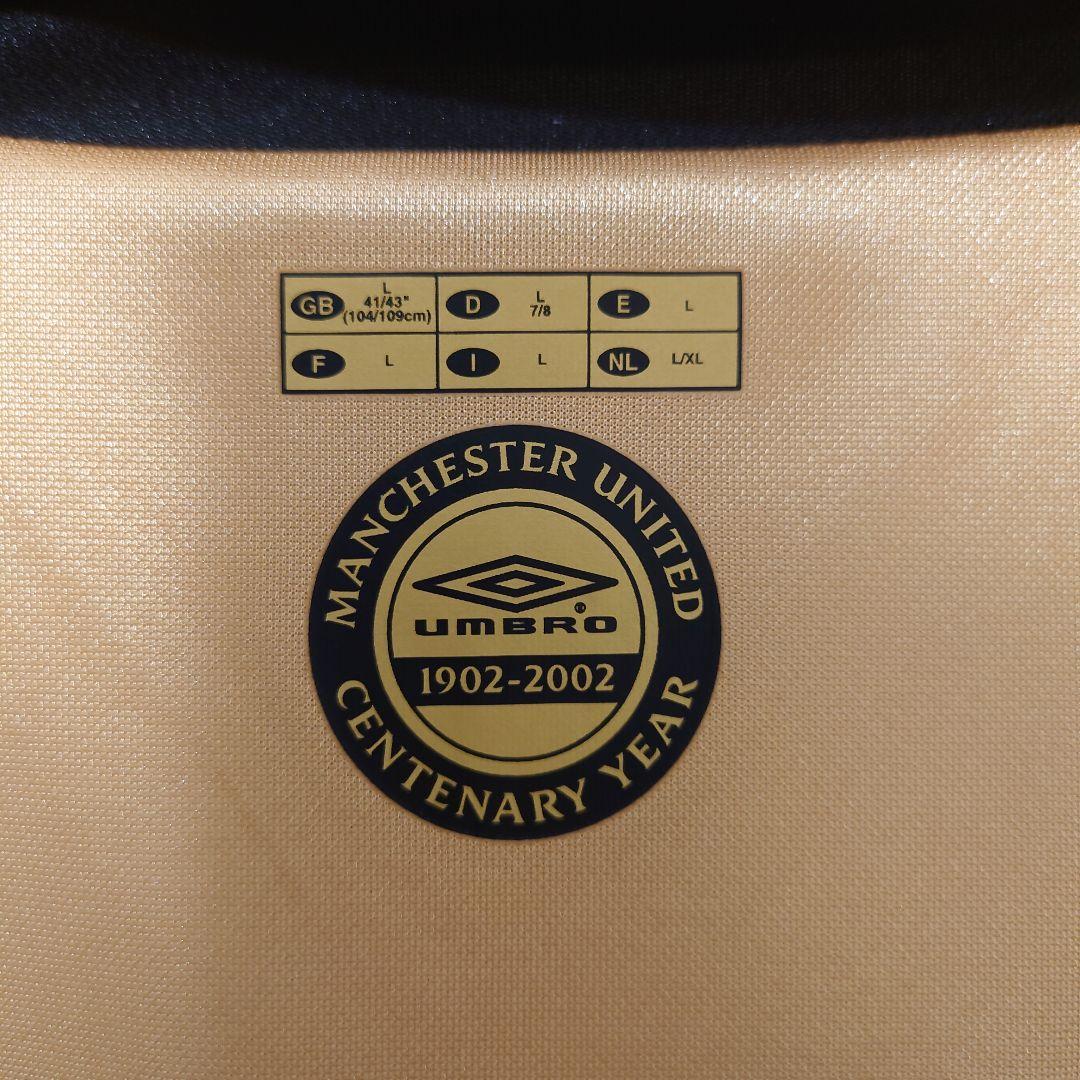 GB L 41/43" (104/109cm)
D L 7/8
E L
F L
I L
NL L/XL
MANCHESTER UNITED
UMBRO®
1902-2002
CENTENARY YEAR